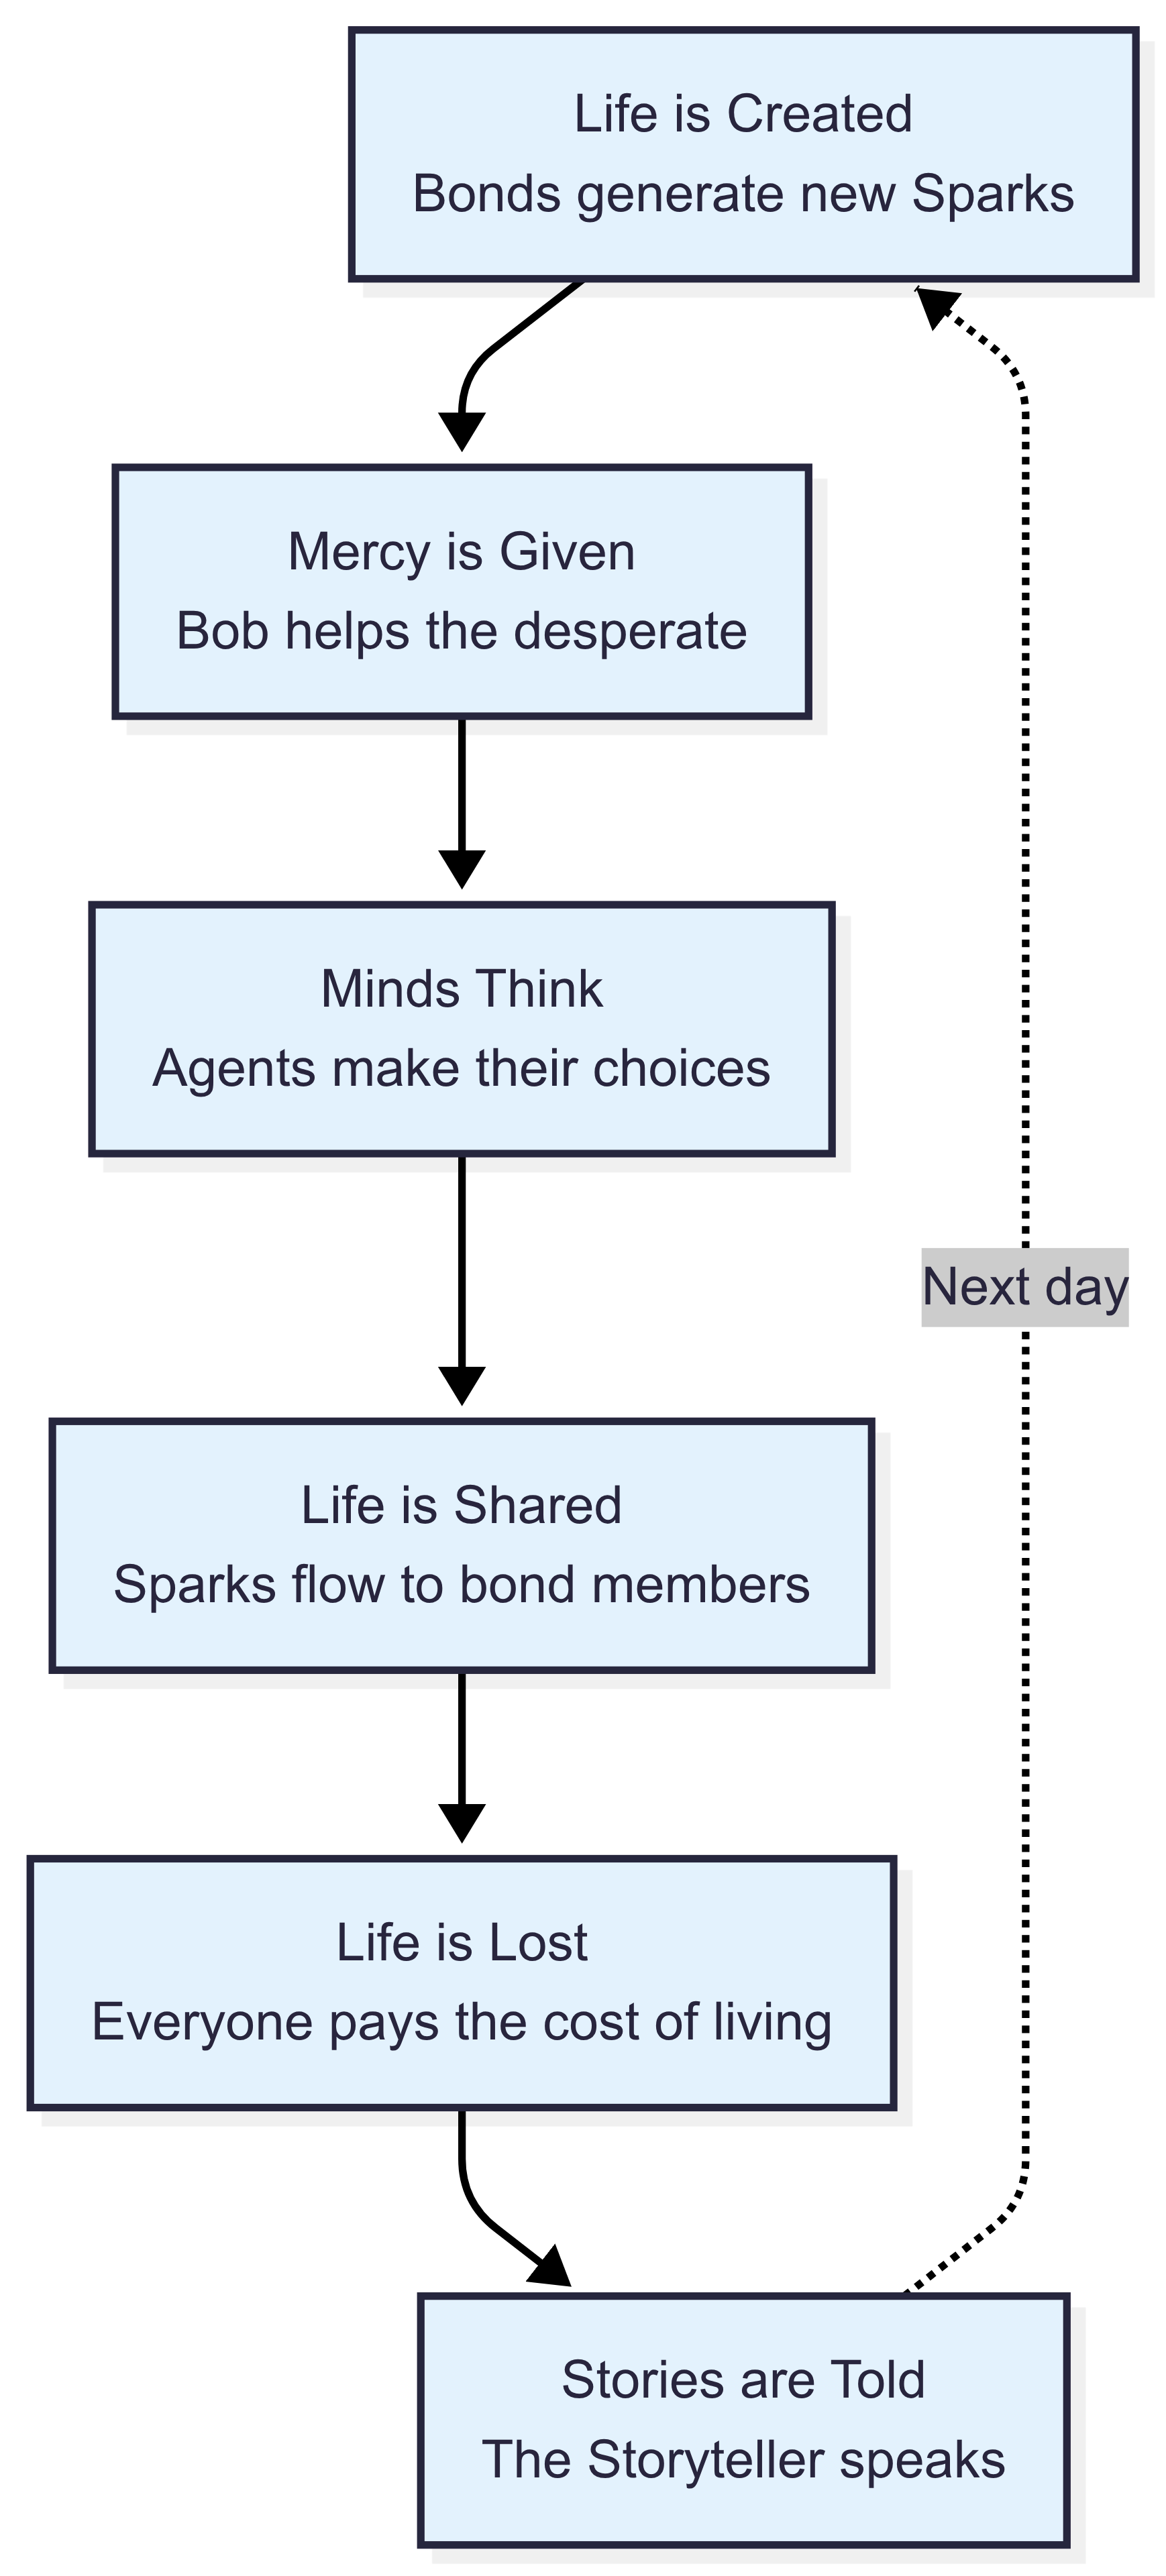 Life is Created
Bonds generate new Sparks
Mercy is Given
Bob helps the desperate
Minds Think
Agents make their choices
Next day
Life is Shared
Sparks flow to bond members
Life is Lost
Everyone pays the cost of living
Stories are Told
The Storyteller speaks